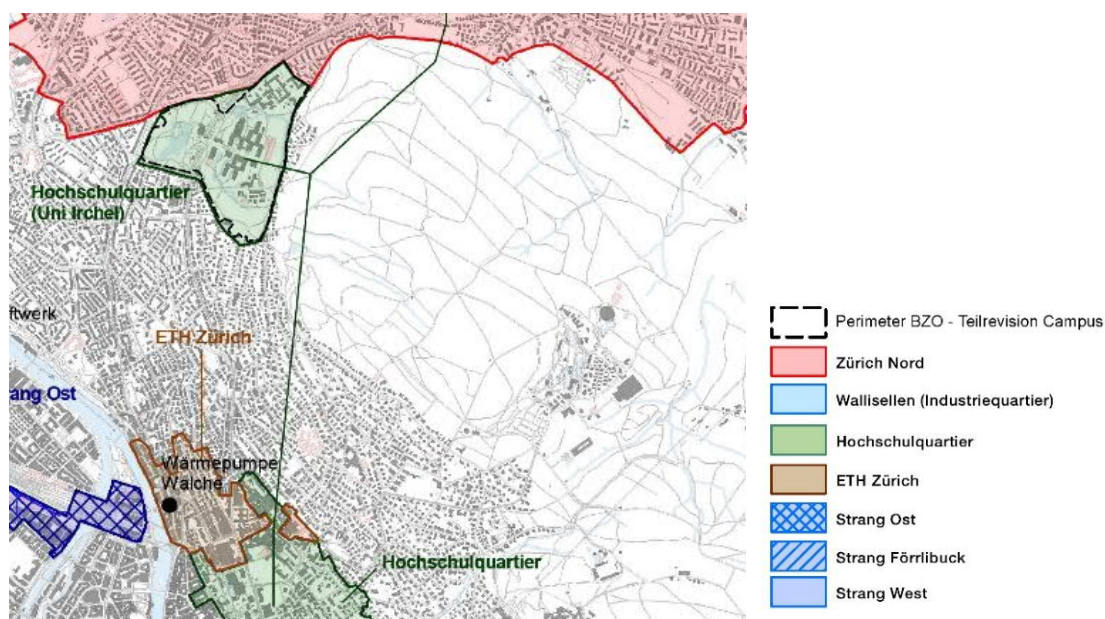 Hochschulquartier
(Uni Irchel)
ftwerk
ETH Zürich
ang Ost
Wärmepumpe
Walche
Hochschulquartier
Perimeter BZO - Teilrevision Campus
Zürich Nord
Wallisellen (Industriequartier)
Hochschulquartier
ETH Zürich
Strang Ost
Strang Förrlibuck
Strang West